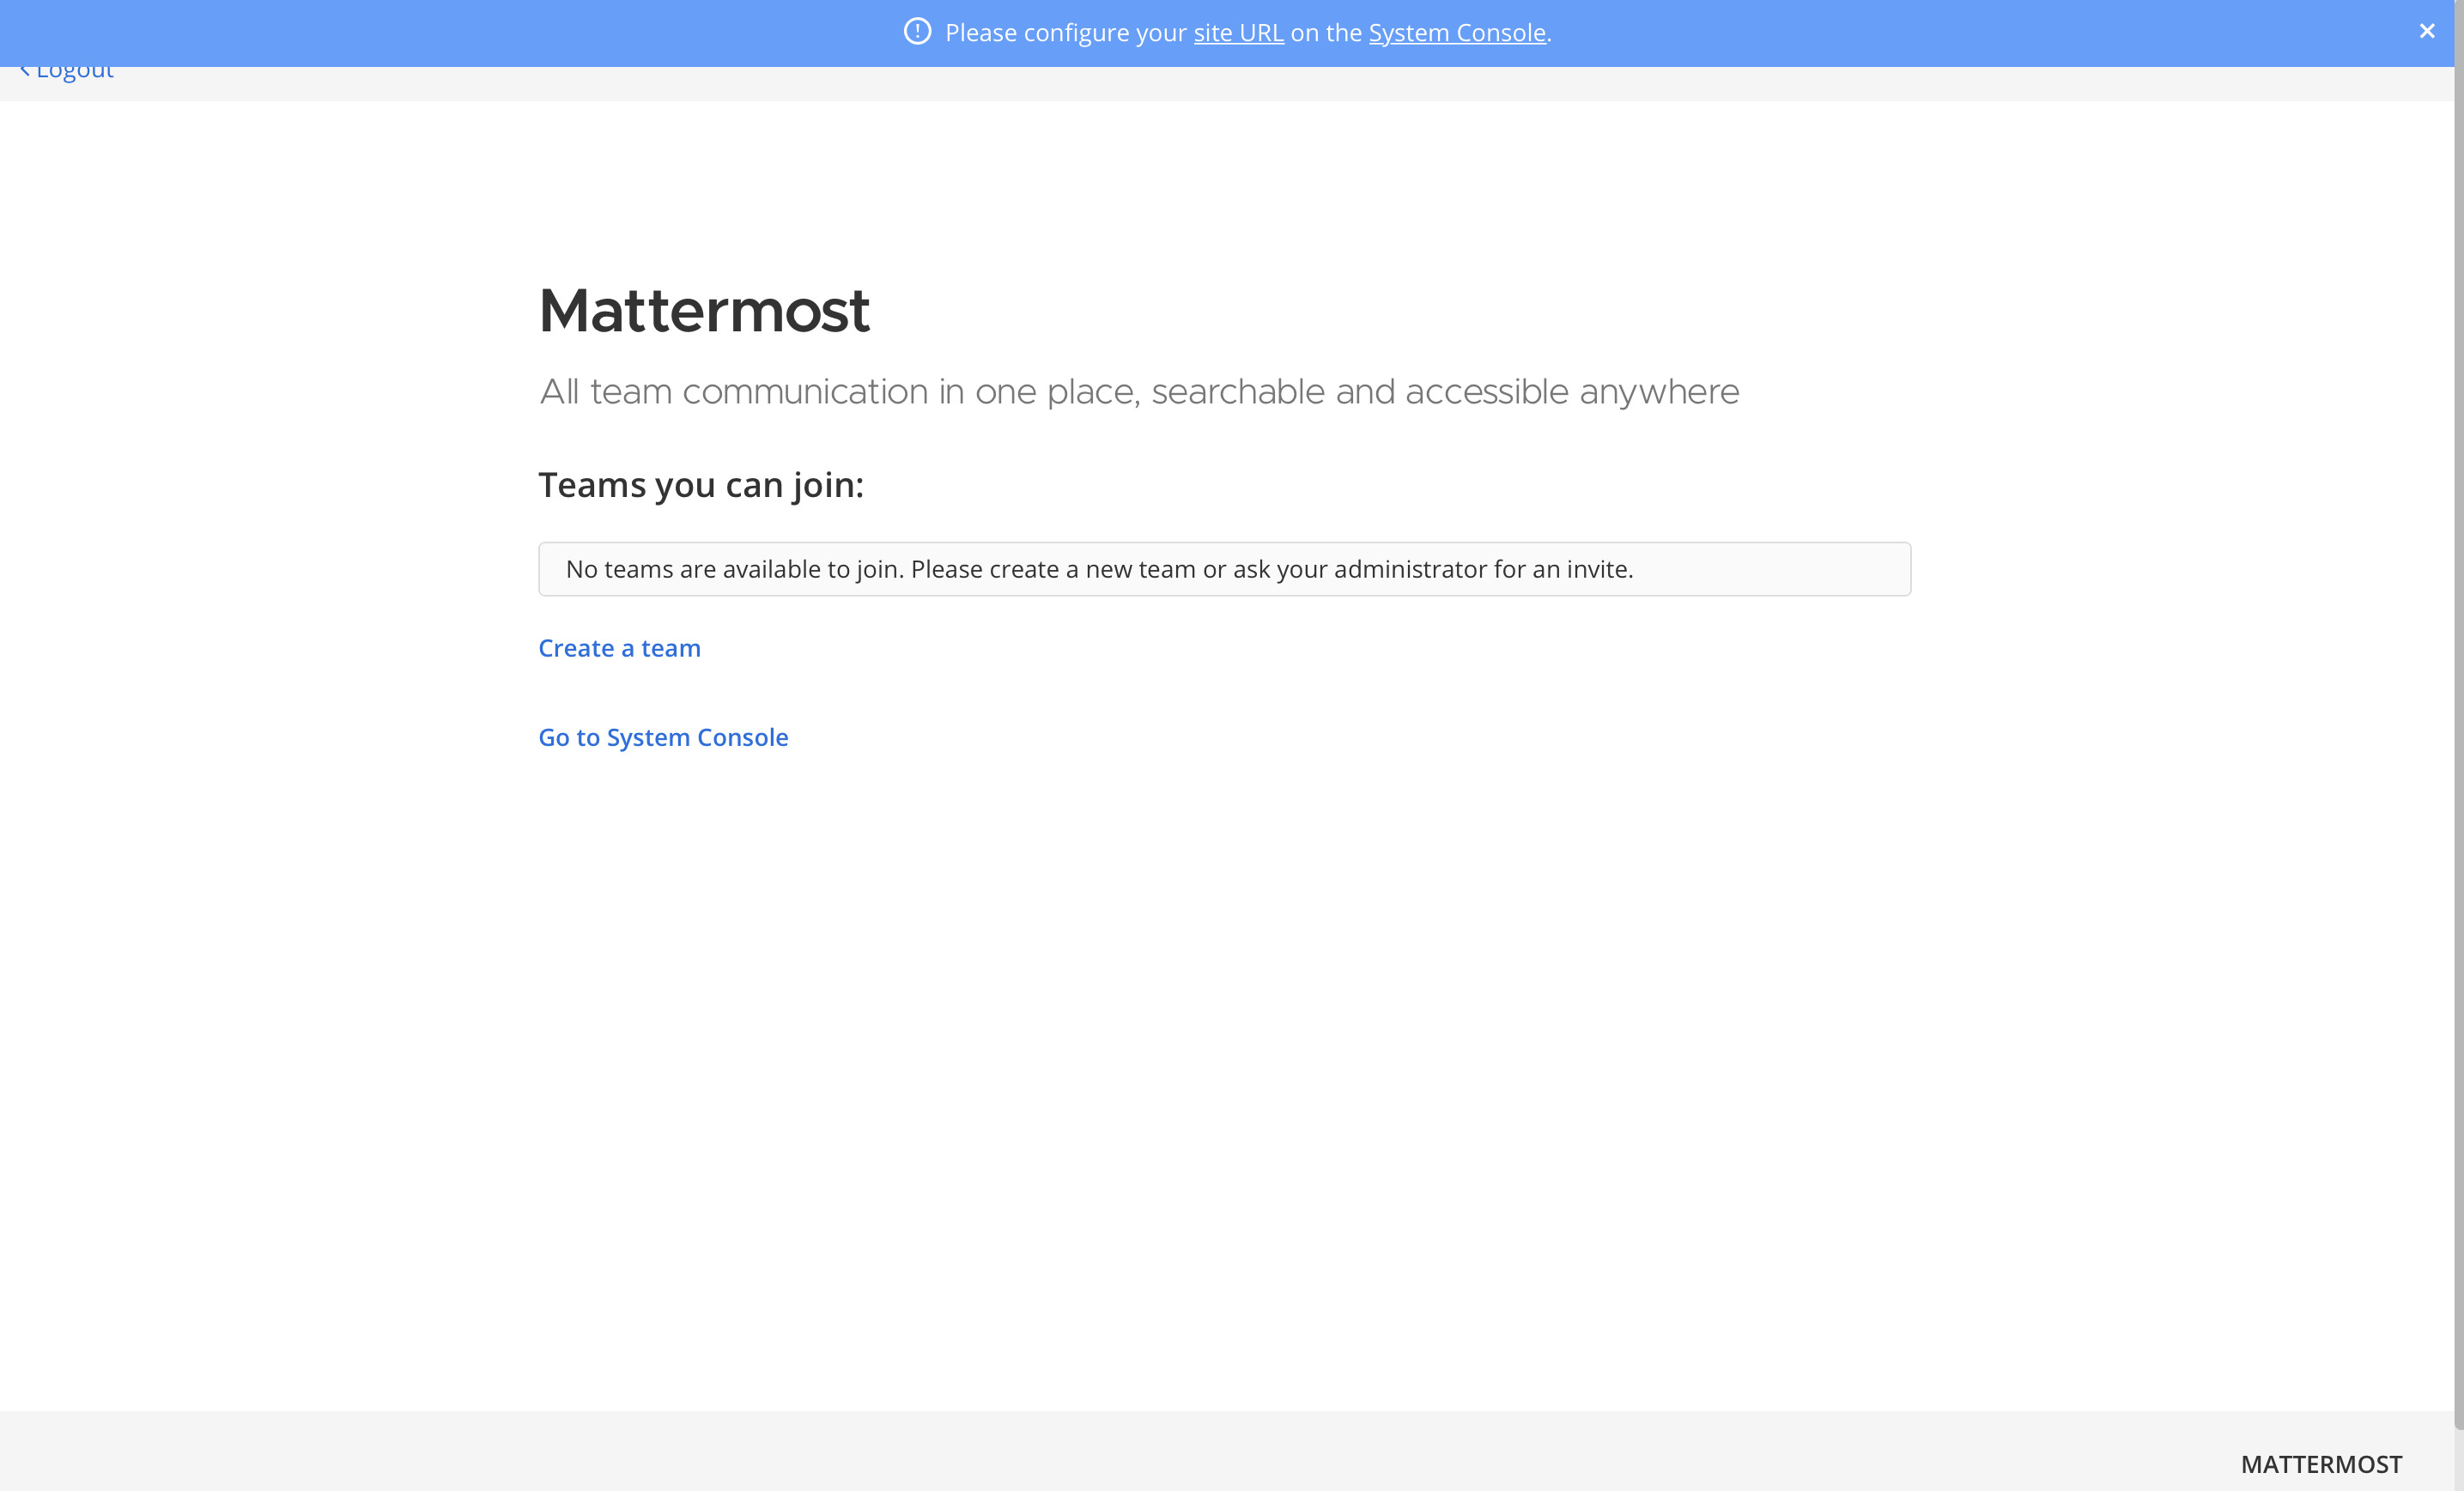 Please configure your site URL on the System Console.
Logout
Mattermost
All team communication in one place, searchable and accessible anywhere
Teams you can join:
No teams are available to join. Please create a new team or ask your administrator for an invite.
Create a team
Go to System Console
MATTERMOST